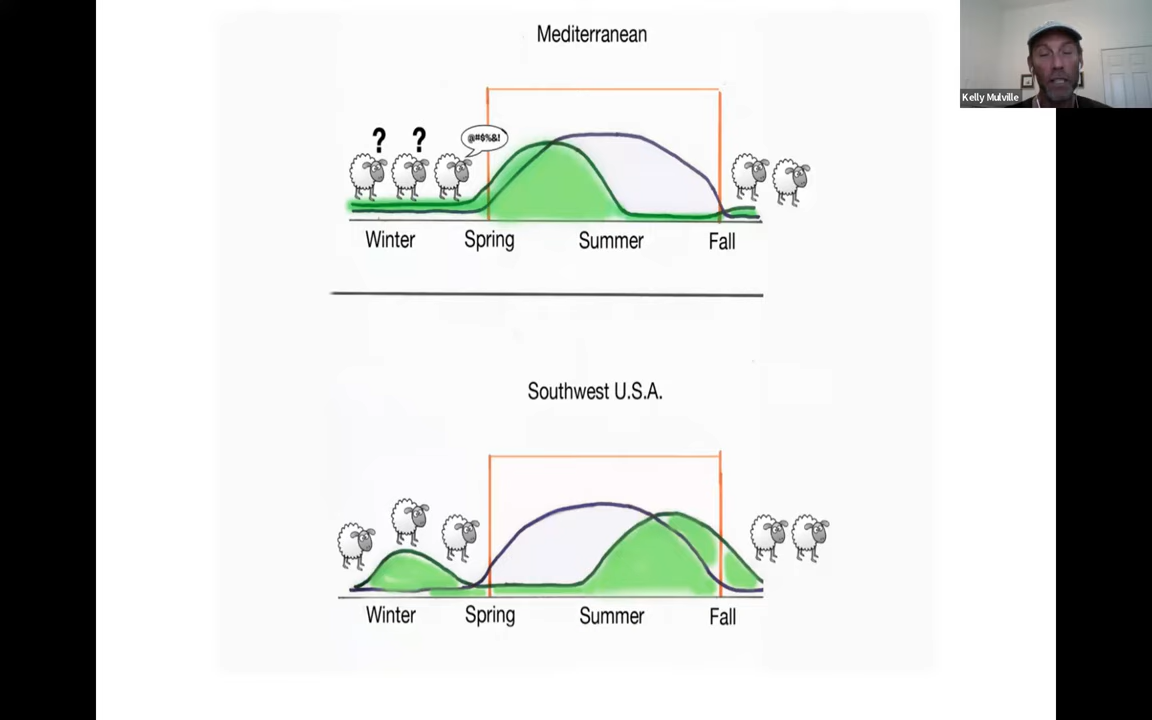 Mediterranean
Kelly Mulville
? ?
@#$%&!
Winter Spring Summer Fall
Southwest U.S.A.
Winter Spring Summer Fall